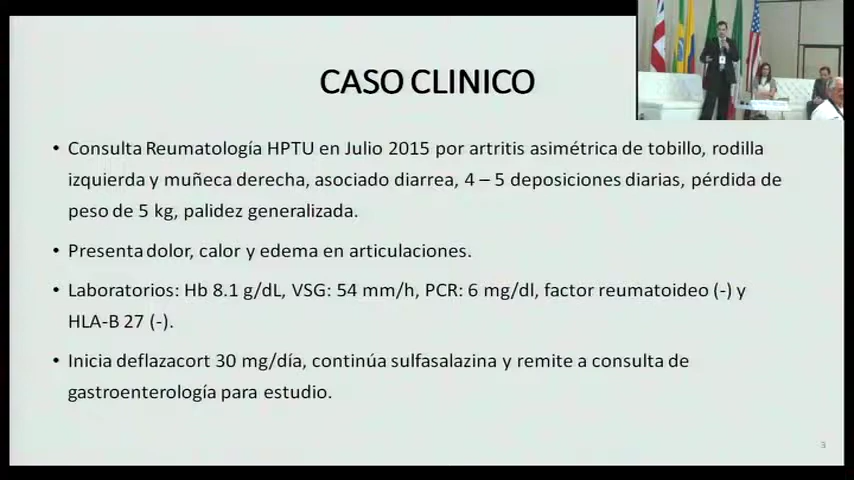 CASO CLINICO
• Consulta Reumatología HPTU en Julio 2015 por artritis asimétrica de tobillo, rodilla
izquierda y muñeca derecha, asociado diarrea, 4 – 5 deposiciones diarias, pérdida de
peso de 5 kg, palidez generalizada.
• Presenta dolor, calor y edema en articulaciones.
• Laboratorios: Hb 8.1 g/dL, VSG: 54 mm/h, PCR: 6 mg/dl, factor reumatoideo (-) y
HLA-B 27 (-).
• Inicia deflazacort 30 mg/día, continúa sulfasalazina y remite a consulta de
gastroenterología para estudio.
3